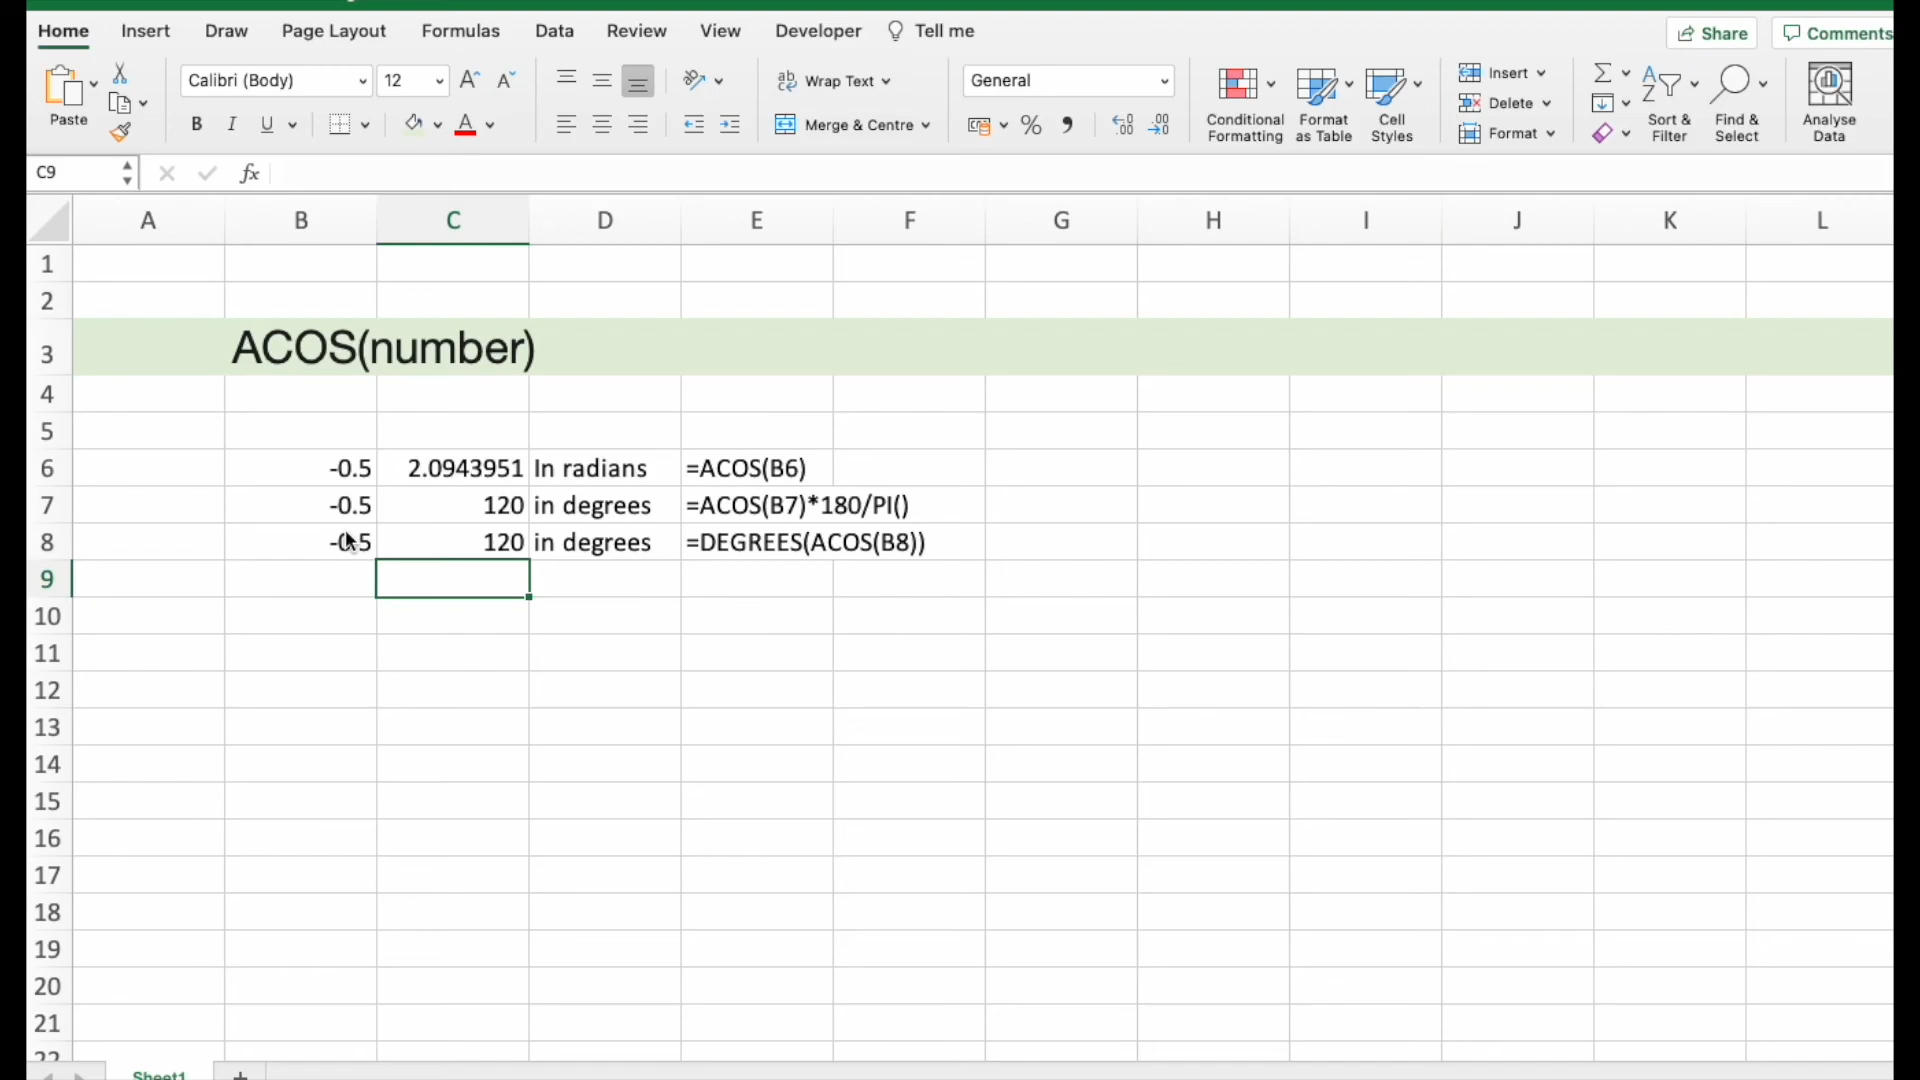 Home Insert Draw Page Layout Formulas Data Review View Developer Tell me Share Comments
Calibri (Body) 12 A A ab Wrap Text General Insert
Paste B I U A Merge & Centre % Conditional Formatting Format as Table Cell Styles Delete Format Sort & Filter Find & Select Analyse Data
C9 fx
A B C D E F G H I J K L
1
2
3 ACOS(number)
4
5
6 -0.5 2.0943951 In radians =ACOS(B6)
7 -0.5 120 in degrees =ACOS(B7)*180/PI()
8 -0.5 120 in degrees =DEGREES(ACOS(B8))
9
10
11
12
13
14
15
16
17
18
19
20
21
22
Sheet1 +